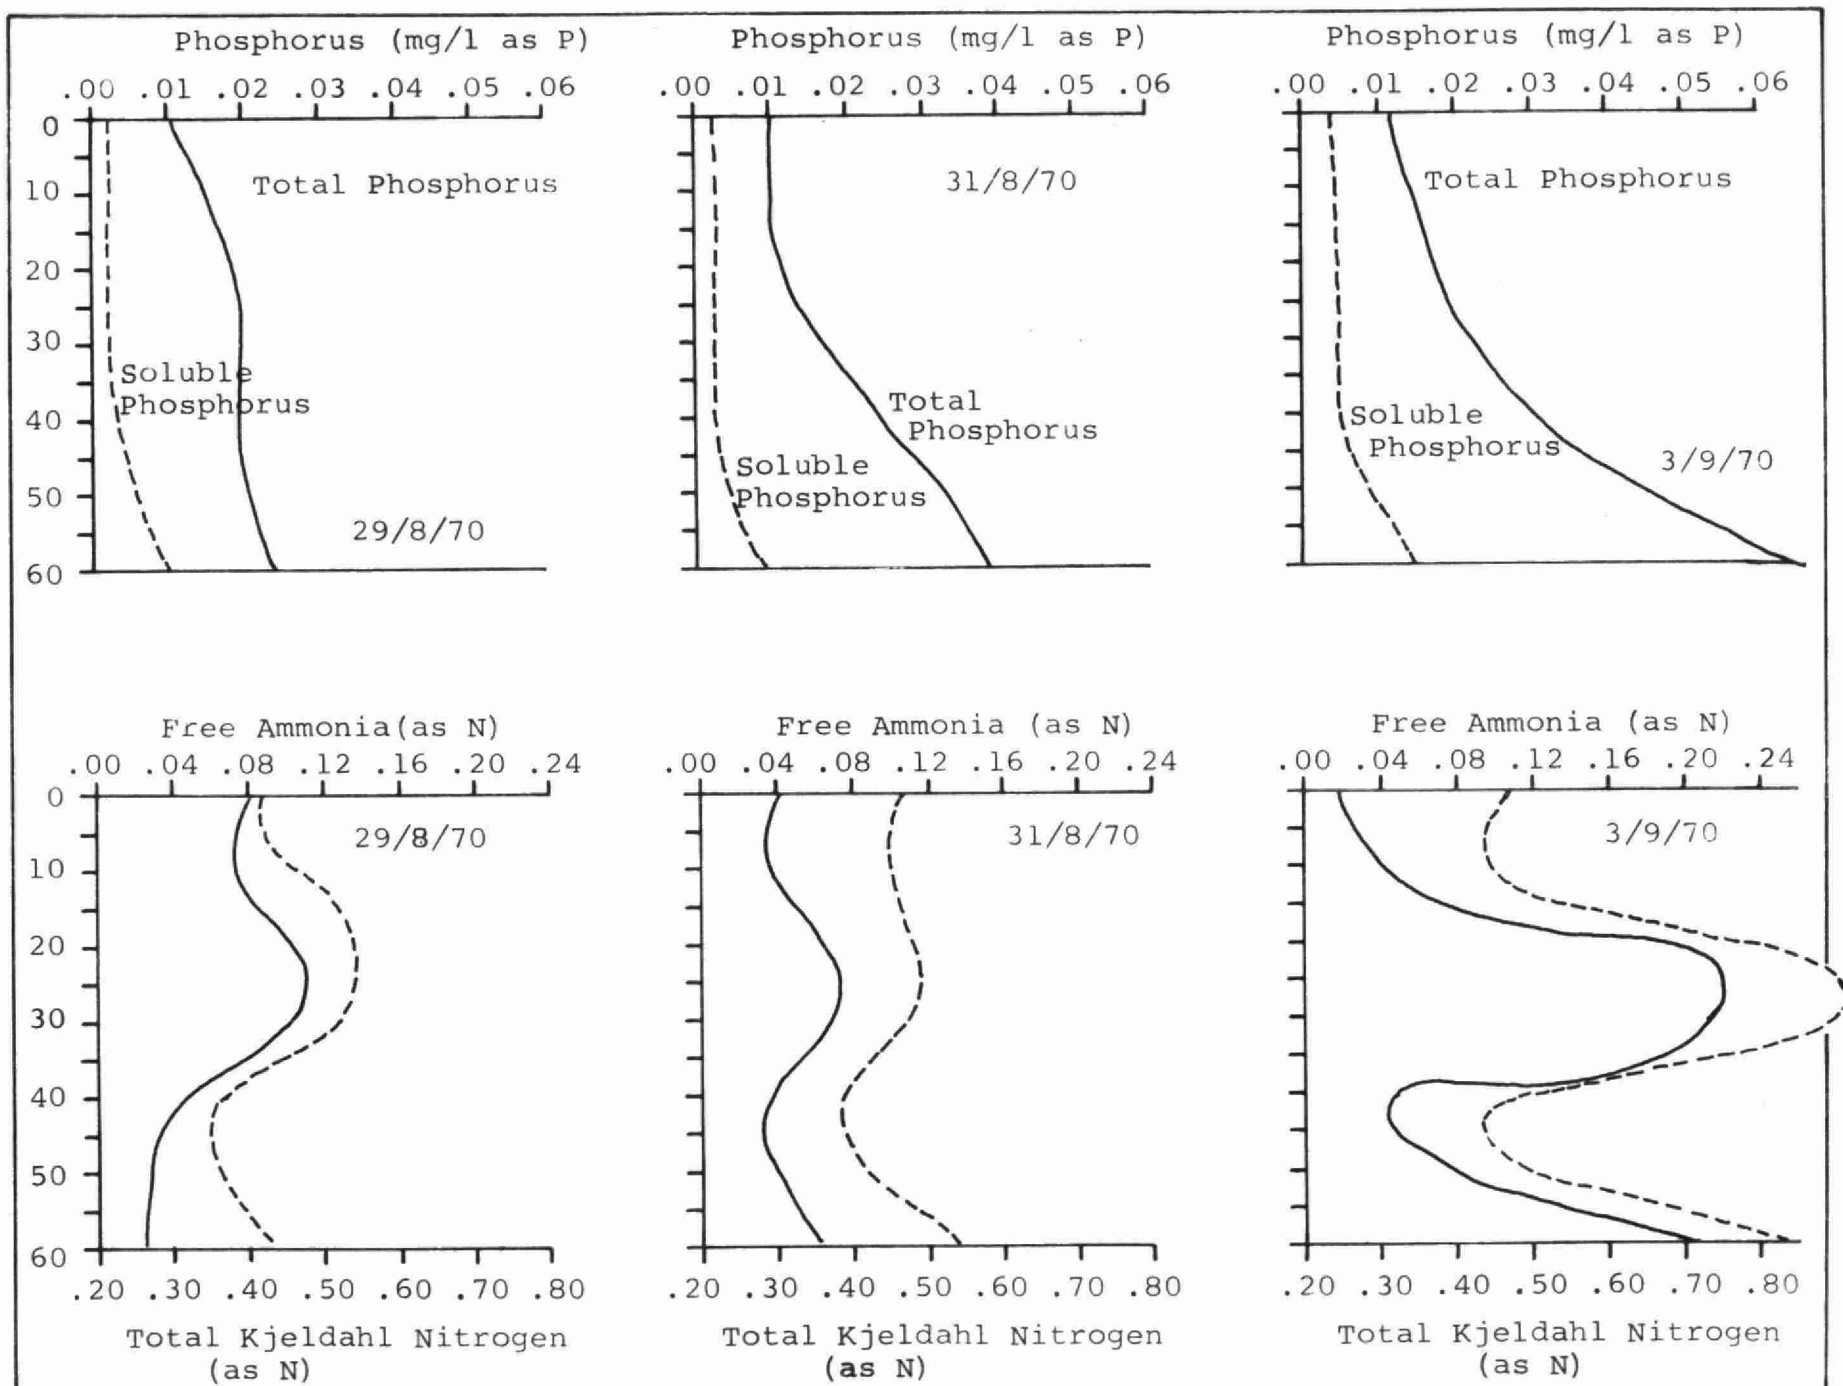 Phosphorus (mg/l as P)
.00 .01 .02 .03 .04 .05 .06
0
10
20
30
40
50
60
Total Phosphorus
Soluble
Phosphorus
29/8/70
Phosphorus (mg/l as P)
.00 .01 .02 .03 .04 .05 .06
31/8/70
Total
Phosphorus
Soluble
Phosphorus
Phosphorus (mg/l as P)
.00 .01 .02 .03 .04 .05 .06
Total Phosphorus
Soluble
Phosphorus
3/9/70
Free Ammonia(as N)
.00 .04 .08 .12 .16 .20 .24
0
10
20
30
40
50
60
29/8/70
.20 .30 .40 .50 .60 .70 .80
Total Kjeldahl Nitrogen
(as N)
Free Ammonia (as N)
.00 .04 .08 .12 .16 .20 .24
31/8/70
.20 .30 .40 .50 .60 .70 .80
Total Kjeldahl Nitrogen
(as N)
Free Ammonia (as N)
.00 .04 .08 .12 .16 .20 .24
3/9/70
.20 .30 .40 .50 .60 .70 .80
Total Kjeldahl Nitrogen
(as N)